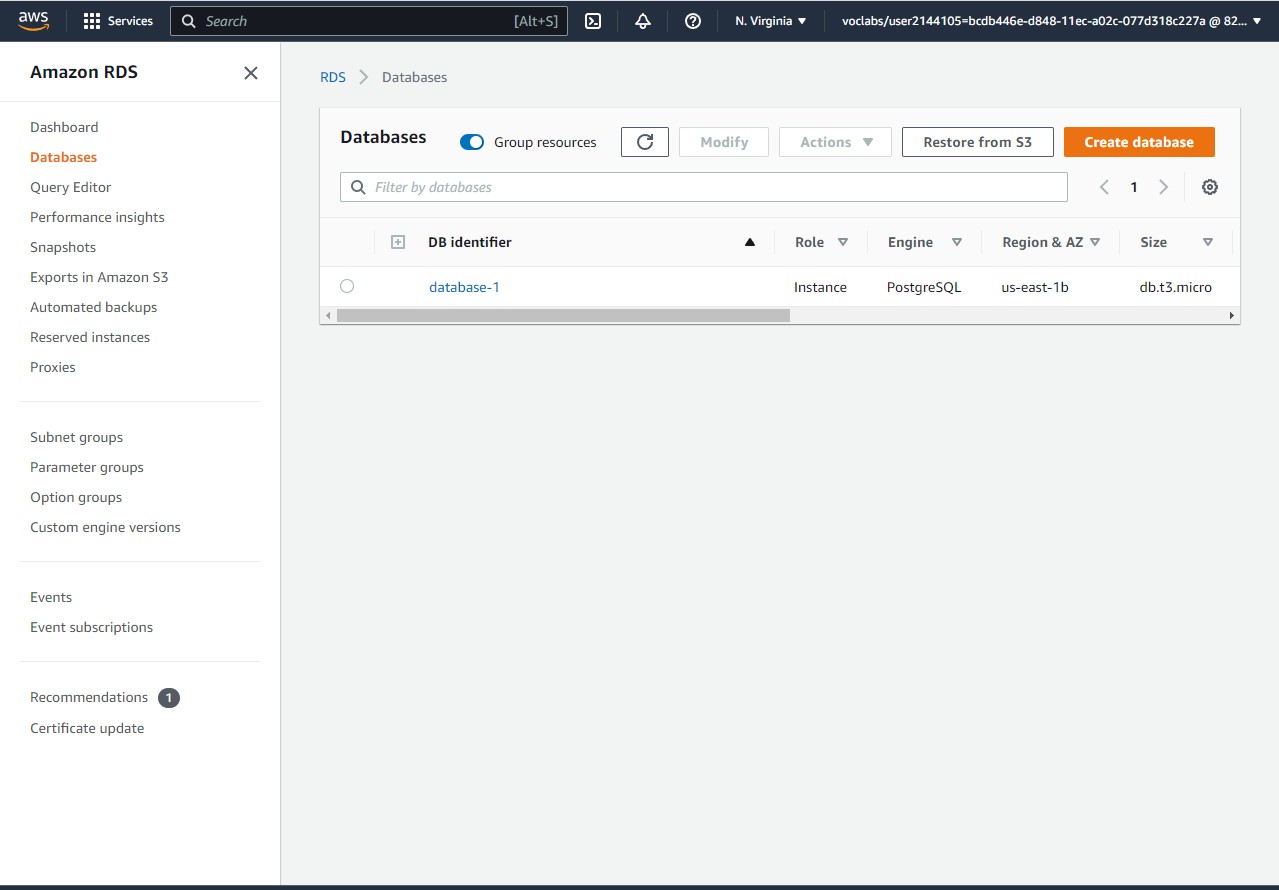 aws
Services
Search [Alt+S]
N. Virginia
voclabs/user2144105=bcdb446e-d848-11ec-a02c-077d318c227a @ 82...
Amazon RDS
Dashboard
Databases
Query Editor
Performance insights
Snapshots
Exports in Amazon S3
Automated backups
Reserved instances
Proxies
Subnet groups
Parameter groups
Option groups
Custom engine versions
Events
Event subscriptions
Recommendations 1
Certificate update
RDS Databases
Databases
Group resources
Modify
Actions
Restore from S3
Create database
Filter by databases
1
DB identifier Role Engine Region & AZ Size
database-1 Instance PostgreSQL us-east-1b db.t3.micro